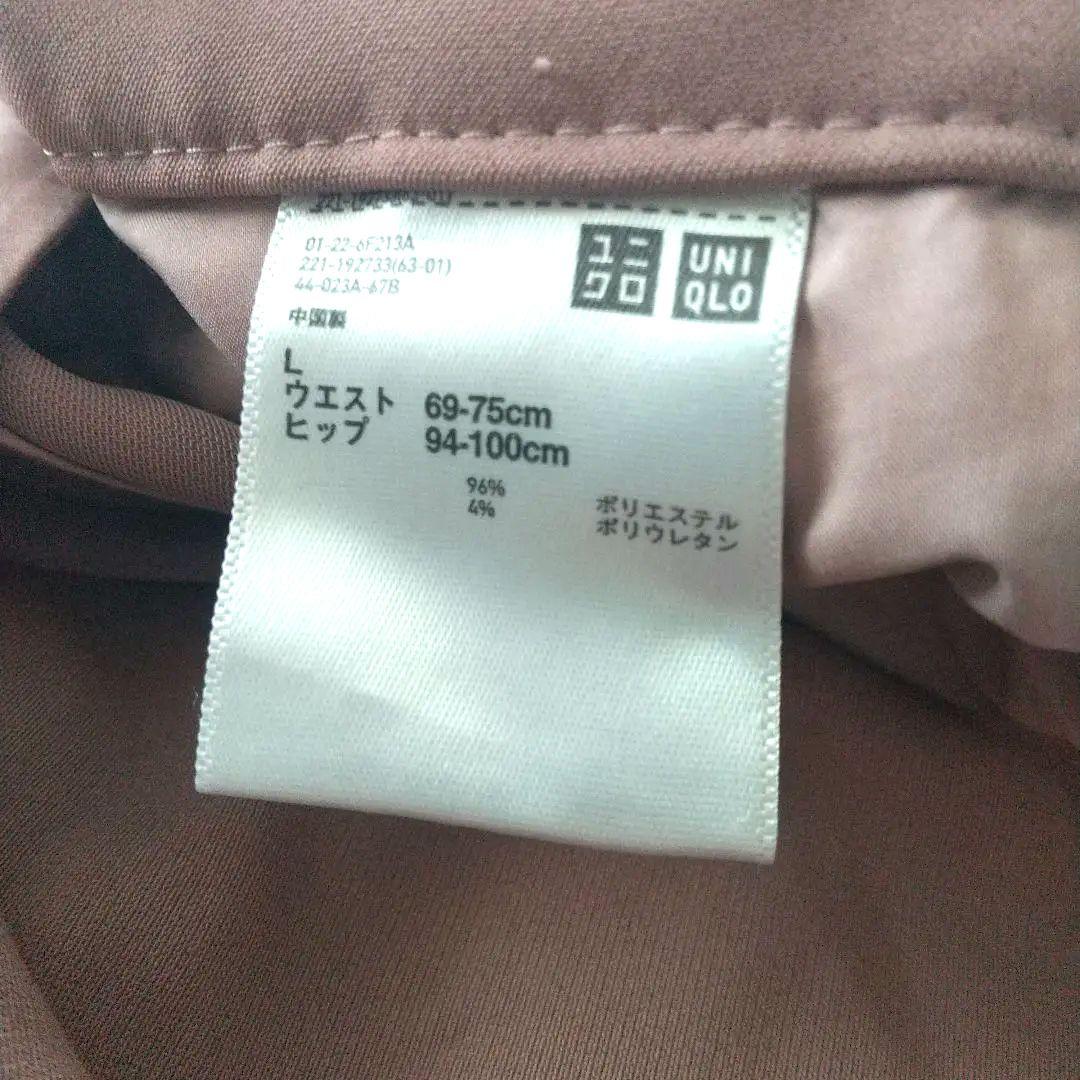 01-22-6F213A
221-192733(63-01)
44-023A-67B
中国製
ユニクロ
UNIQLO
L
ウエスト 69-75cm
ヒップ 94-100cm
96% ポリエステル
4% ポリウレタン